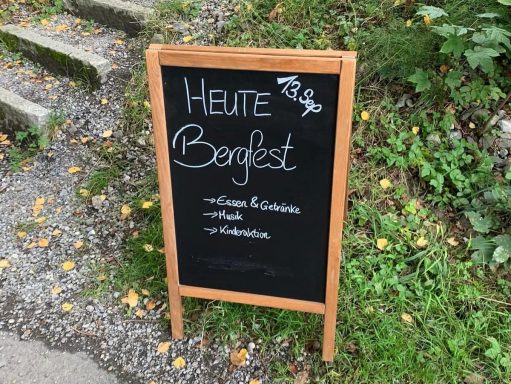 HEUTE
13. Sep
Bergfest
→ Essen & Getränke
→ Musik
→ Kinderaktion